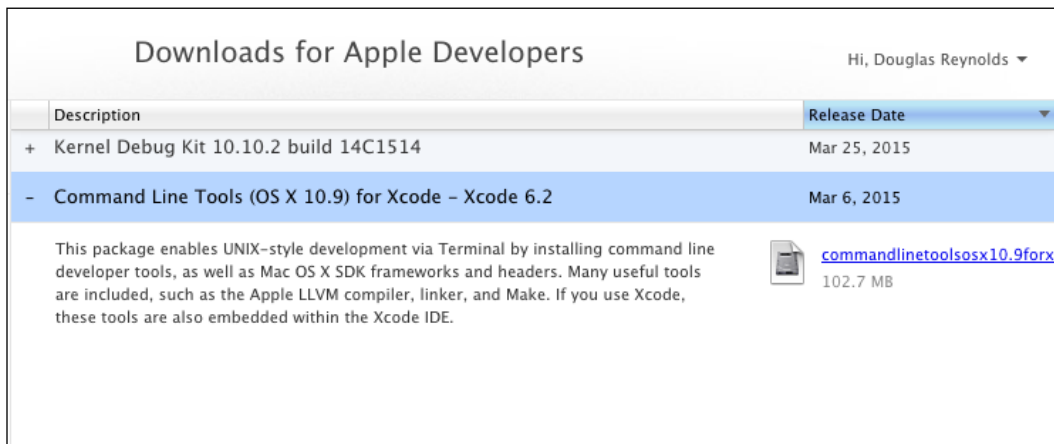 Downloads for Apple Developers
Hi, Douglas Reynolds
Description
Release Date
+ Kernel Debug Kit 10.10.2 build 14C1514
Mar 25, 2015
– Command Line Tools (OS X 10.9) for Xcode – Xcode 6.2
Mar 6, 2015
This package enables UNIX–style development via Terminal by installing command line
developer tools, as well as Mac OS X SDK frameworks and headers. Many useful tools
are included, such as the Apple LLVM compiler, linker, and Make. If you use Xcode,
these tools are also embedded within the Xcode IDE.
commandlinetoolsosx10.9forx
102.7 MB